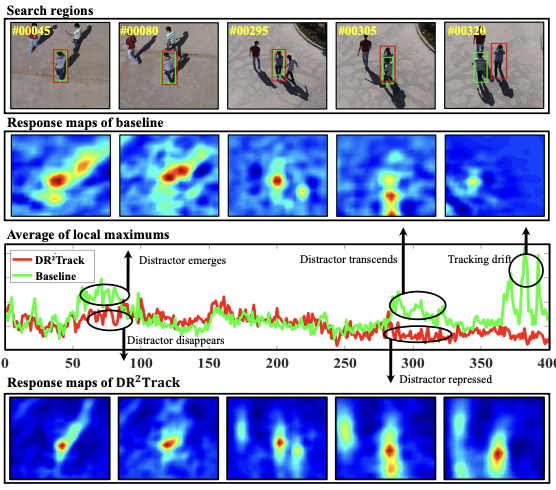 Search regions
#00045 #00080 #00295 #00305 #00320
Response maps of baseline
Average of local maximums
DR²Track
Baseline
Distractor emerges
Distractor transcends
Tracking drift
Distractor disappears
0 50 100 150 200 250 300 350 400
Distractor repressed
Response maps of DR²Track